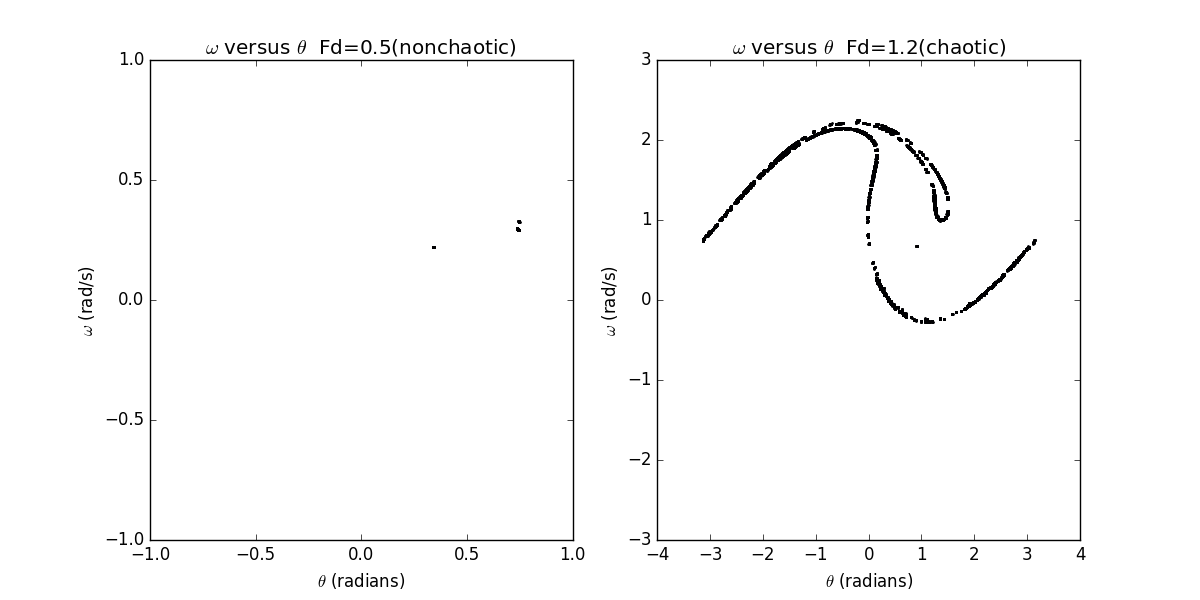 ω versus θ  Fd=0.5(nonchaotic)
1.0
0.5
0.0
−0.5
−1.0
ω (rad/s)
−1.0 −0.5 0.0 0.5 1.0
θ (radians)
ω versus θ  Fd=1.2(chaotic)
3
2
1
0
−1
−2
−3
ω (rad/s)
−4 −3 −2 −1 0 1 2 3 4
θ (radians)